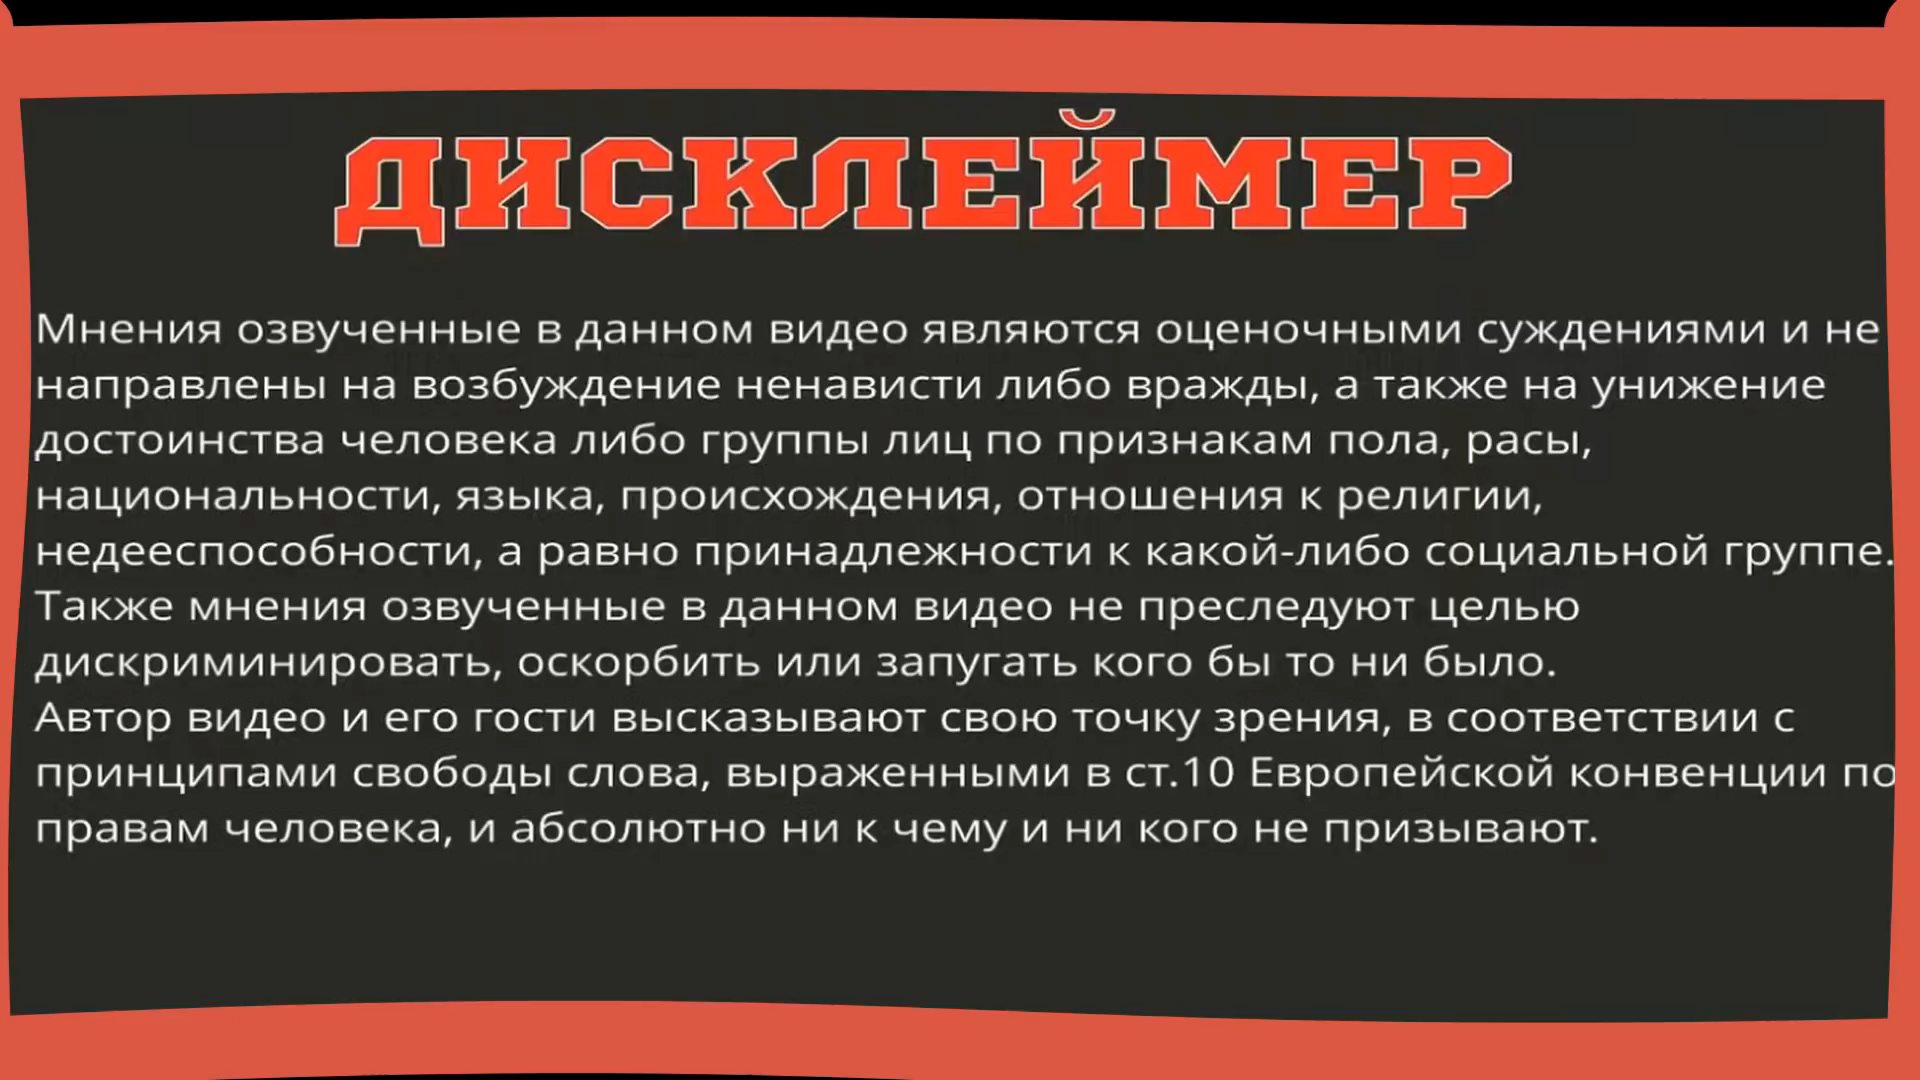 ДИСКЛЕЙМЕР
Мнения озвученные в данном видео являются оценочными суждениями и не
направлены на возбуждение ненависти либо вражды, а также на унижение
достоинства человека либо группы лиц по признакам пола, расы,
национальности, языка, происхождения, отношения к религии,
недееспособности, а равно принадлежности к какой-либо социальной группе.
Также мнения озвученные в данном видео не преследуют целью
дискриминировать, оскорбить или запугать кого бы то ни было.
Автор видео и его гости высказывают свою точку зрения, в соответствии с
принципами свободы слова, выраженными в ст.10 Европейской конвенции по
правам человека, и абсолютно ни к чему и ни кого не призывают.